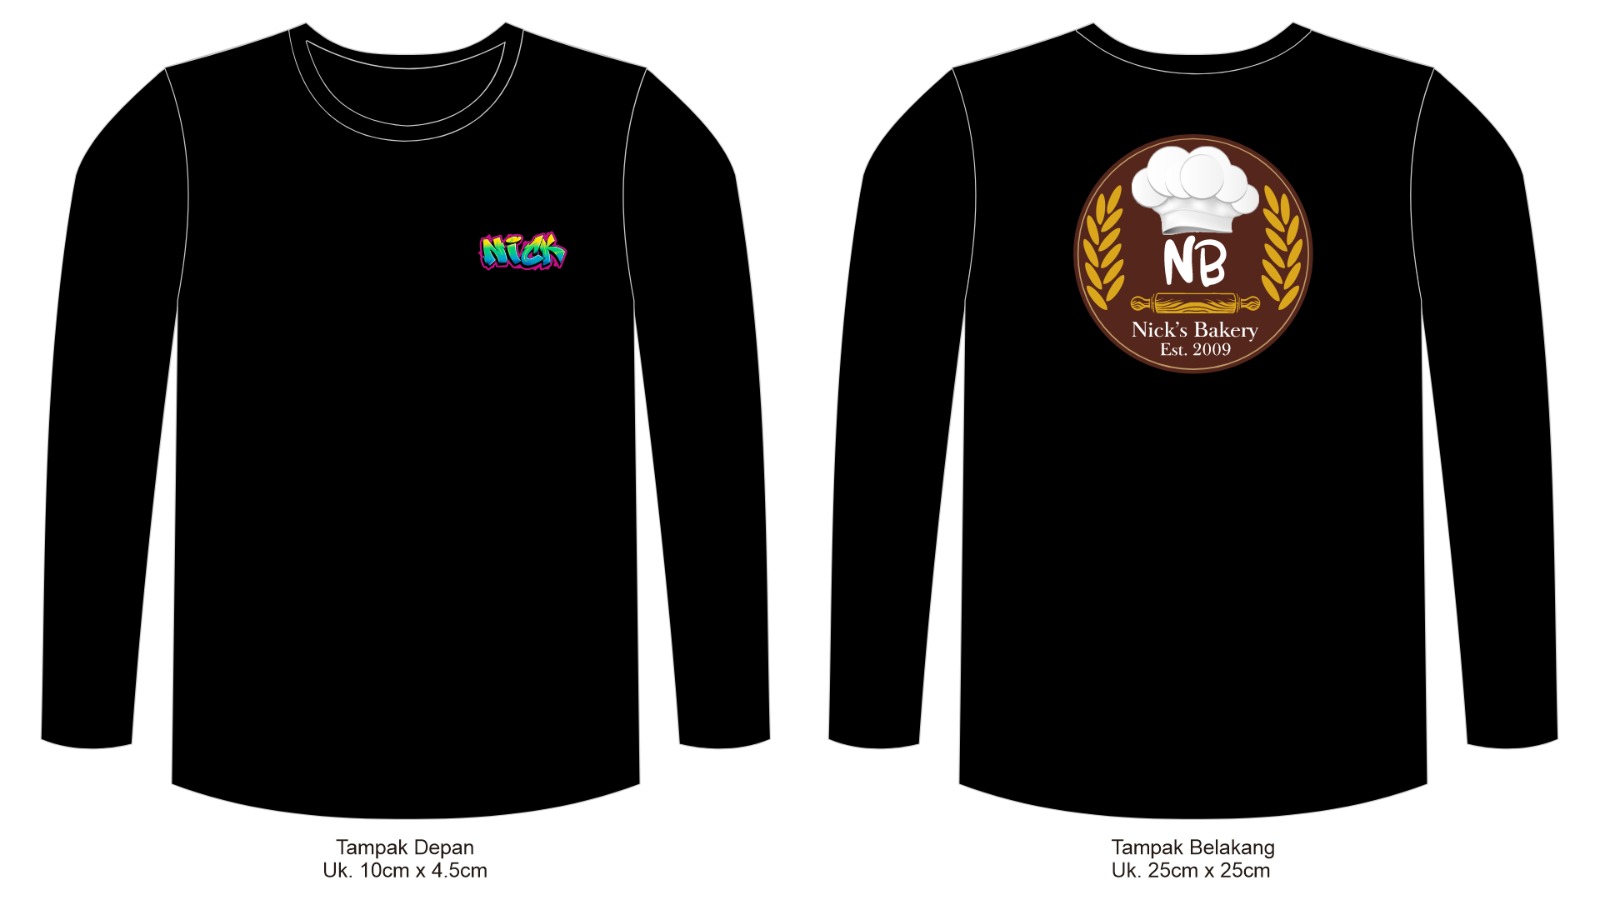 NiCK
NB
Nick's Bakery
Est. 2009
Tampak Depan
Uk. 10cm x 4.5cm
Tampak Belakang
Uk. 25cm x 25cm